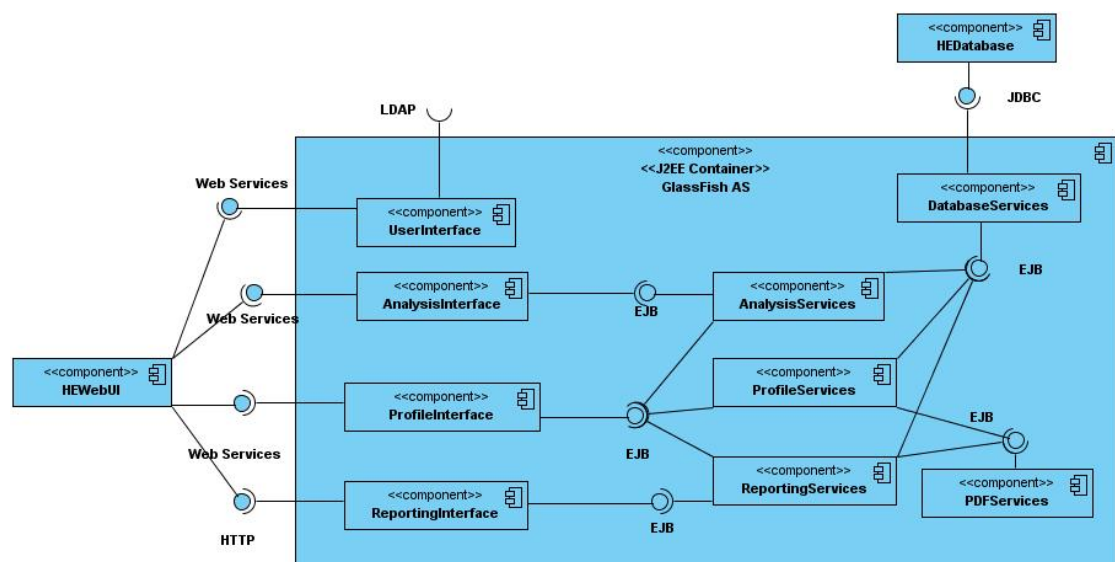 <<component>>
HEDatabase
LDAP
JDBC
<<component>>
<<J2EE Container>>
GlassFish AS
Web Services
<<component>>
UserInterface
<<component>>
DatabaseServices
EJB
<<component>>
AnalysisInterface
EJB
<<component>>
AnalysisServices
Web Services
<<component>>
HEWebUI
<<component>>
ProfileInterface
<<component>>
ProfileServices
EJB
Web Services
EJB
<<component>>
ReportingServices
<<component>>
PDFServices
<<component>>
ReportingInterface
EJB
HTTP